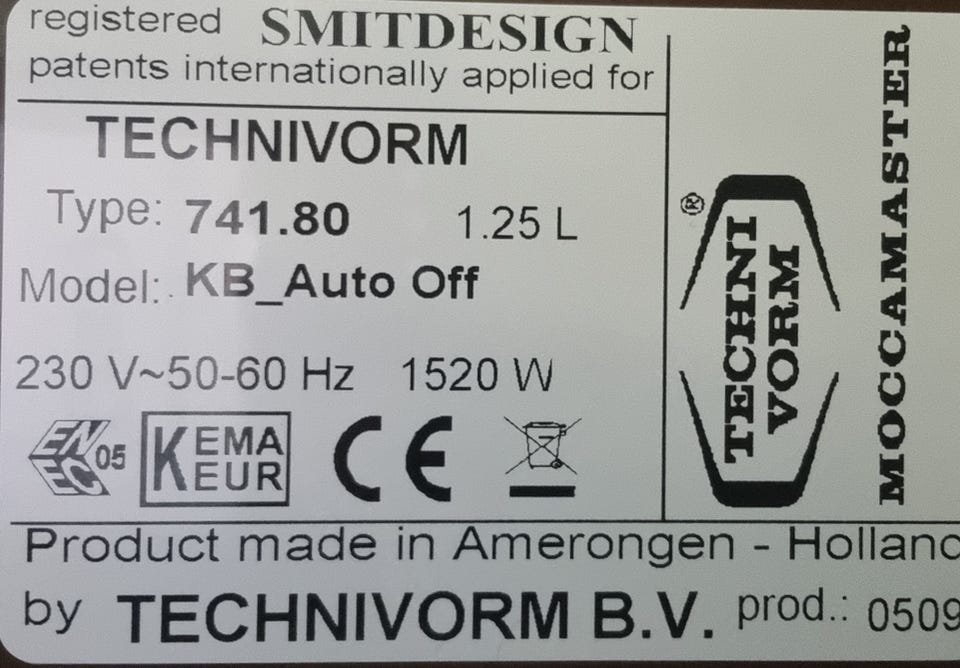 registered SMITDESIGN
patents internationally applied for
TECHNIVORM
Type: 741.80 1.25 L
Model: KB_Auto Off
230 V~50-60 Hz 1520 W
EN
EC 05
KEMA
KEUR
CE
Product made in Amerongen - Holland
by TECHNIVORM B.V. prod.: 0509
®
TECHNI
VORM
MOCCAMASTER